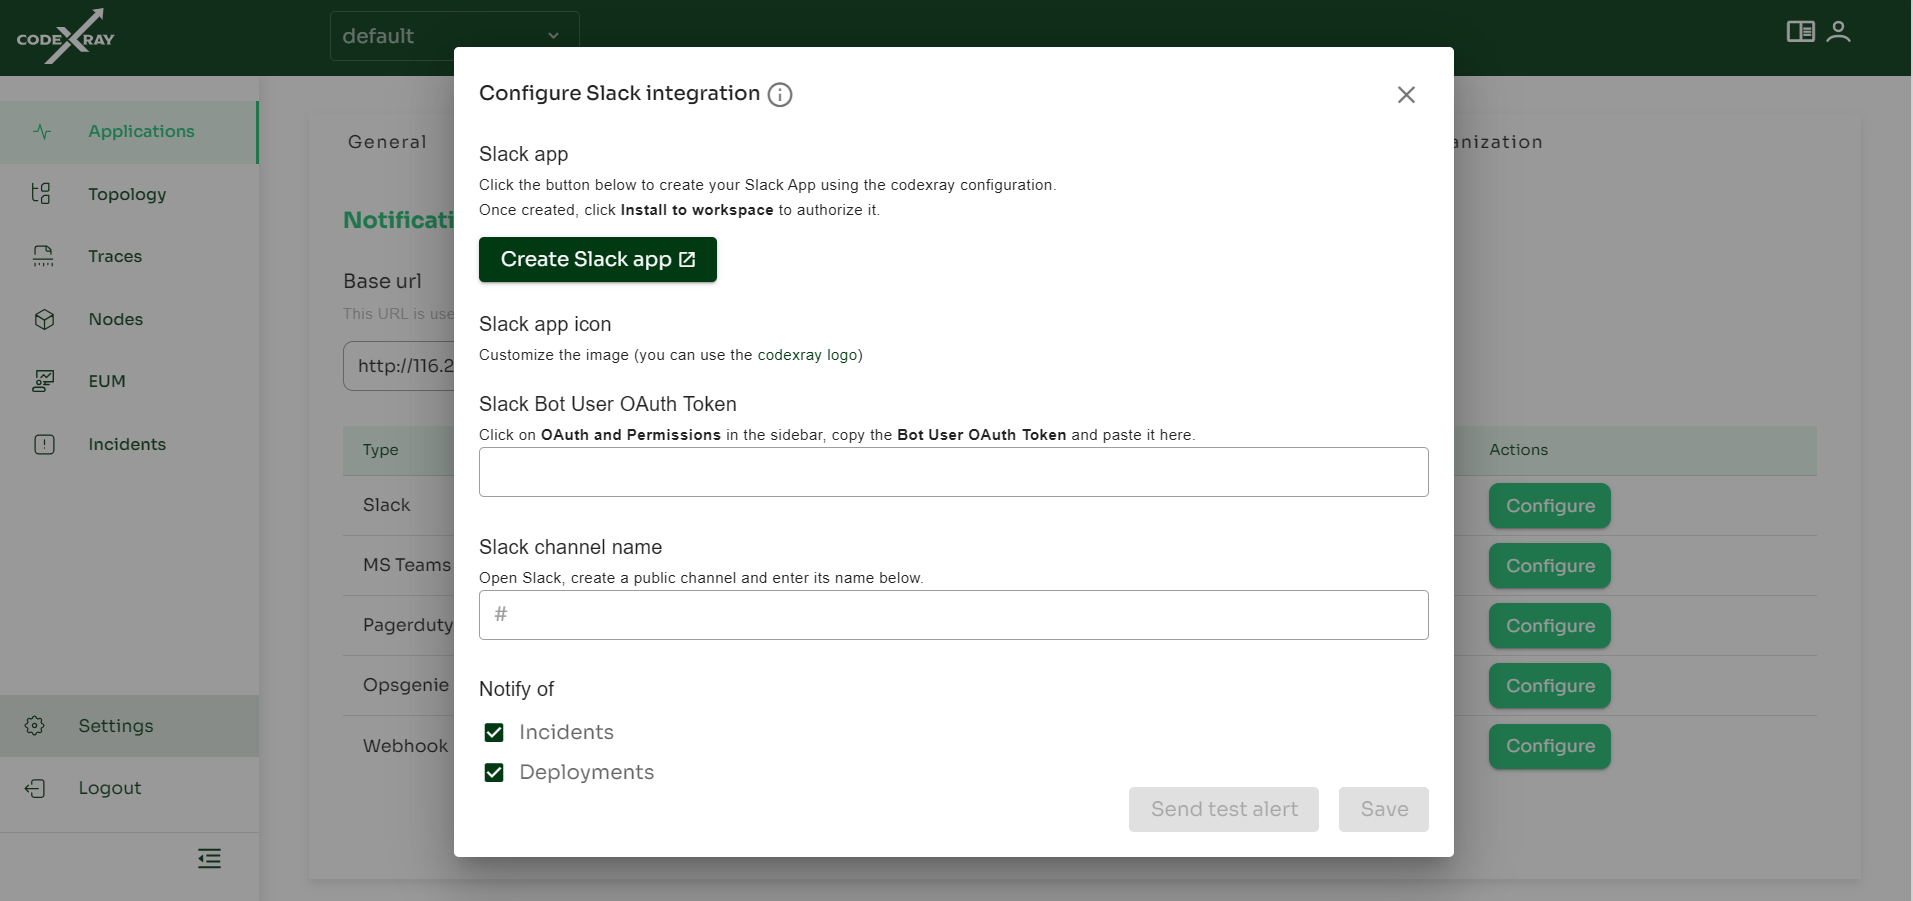 CODEXRAY
default
Configure Slack integration
General
anization
Applications
Topology
Traces
Nodes
EUM
Incidents
Settings
Logout
Notificati
Base url
This URL is use
http://116.2
Type
Actions
Slack
Configure
MS Teams
Configure
Pagerduty
Configure
Opsgenie
Configure
Webhook
Configure
Slack app
Click the button below to create your Slack App using the codexray configuration.
Once created, click Install to workspace to authorize it.
Create Slack app
Slack app icon
Customize the image (you can use the codexray logo)
Slack Bot User OAuth Token
Click on OAuth and Permissions in the sidebar, copy the Bot User OAuth Token and paste it here.
Slack channel name
Open Slack, create a public channel and enter its name below.
#
Notify of
Incidents
Deployments
Send test alert
Save